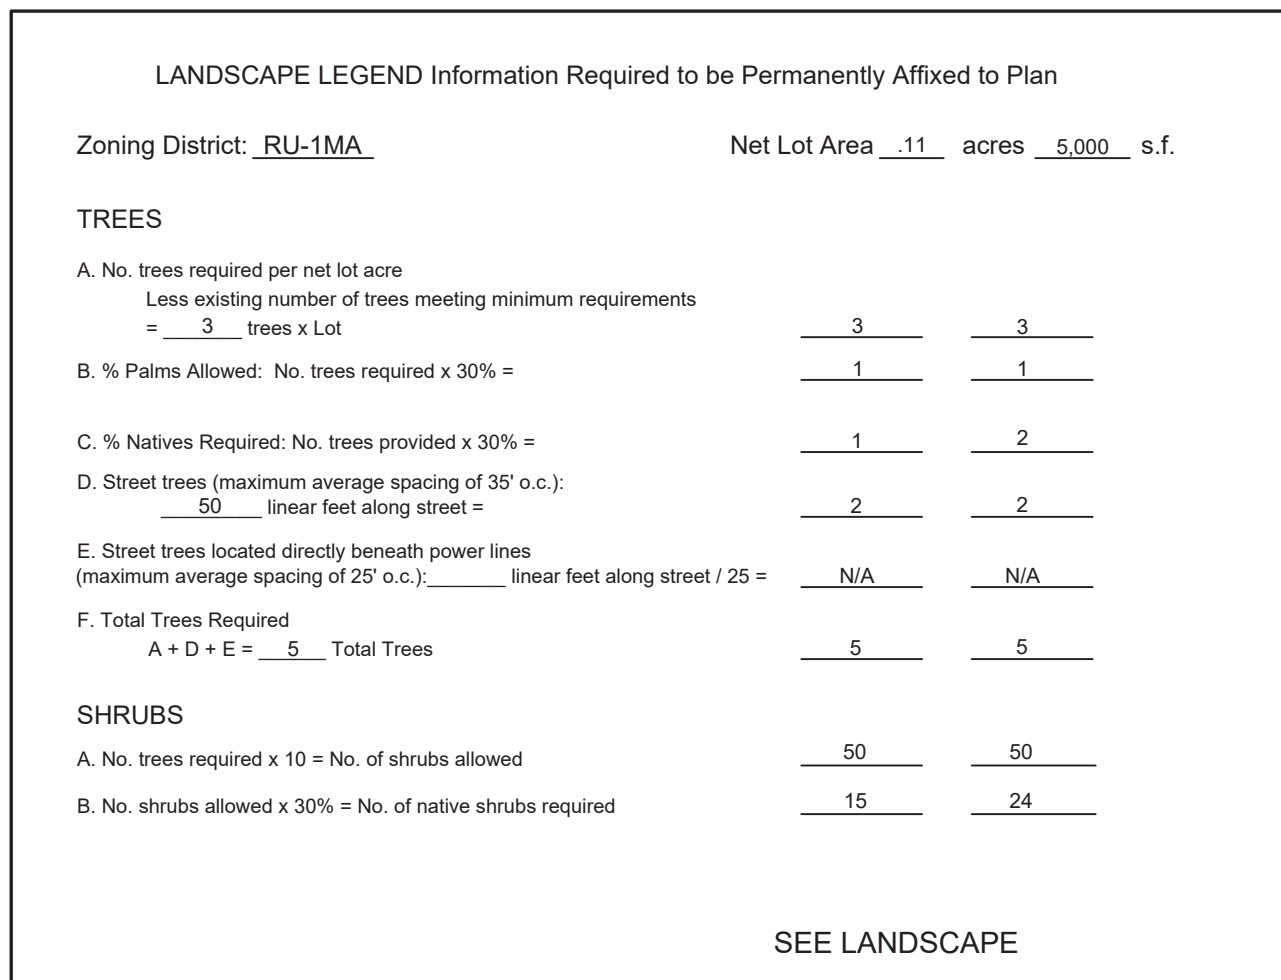 LANDSCAPE LEGEND Information Required to be Permanently Affixed to Plan
Zoning District: RU-1MA Net Lot Area .11 acres 5,000 s.f.
TREES
A. No. trees required per net lot acre
Less existing number of trees meeting minimum requirements
= 3 trees x Lot 3 3
B. % Palms Allowed: No. trees required x 30% = 1 1
C. % Natives Required: No. trees provided x 30% = 1 2
D. Street trees (maximum average spacing of 35' o.c.):
50 linear feet along street = 2 2
E. Street trees located directly beneath power lines
(maximum average spacing of 25' o.c.):_______ linear feet along street / 25 = N/A N/A
F. Total Trees Required
A + D + E = 5 Total Trees 5 5
SHRUBS
A. No. trees required x 10 = No. of shrubs allowed 50 50
B. No. shrubs allowed x 30% = No. of native shrubs required 15 24
SEE LANDSCAPE